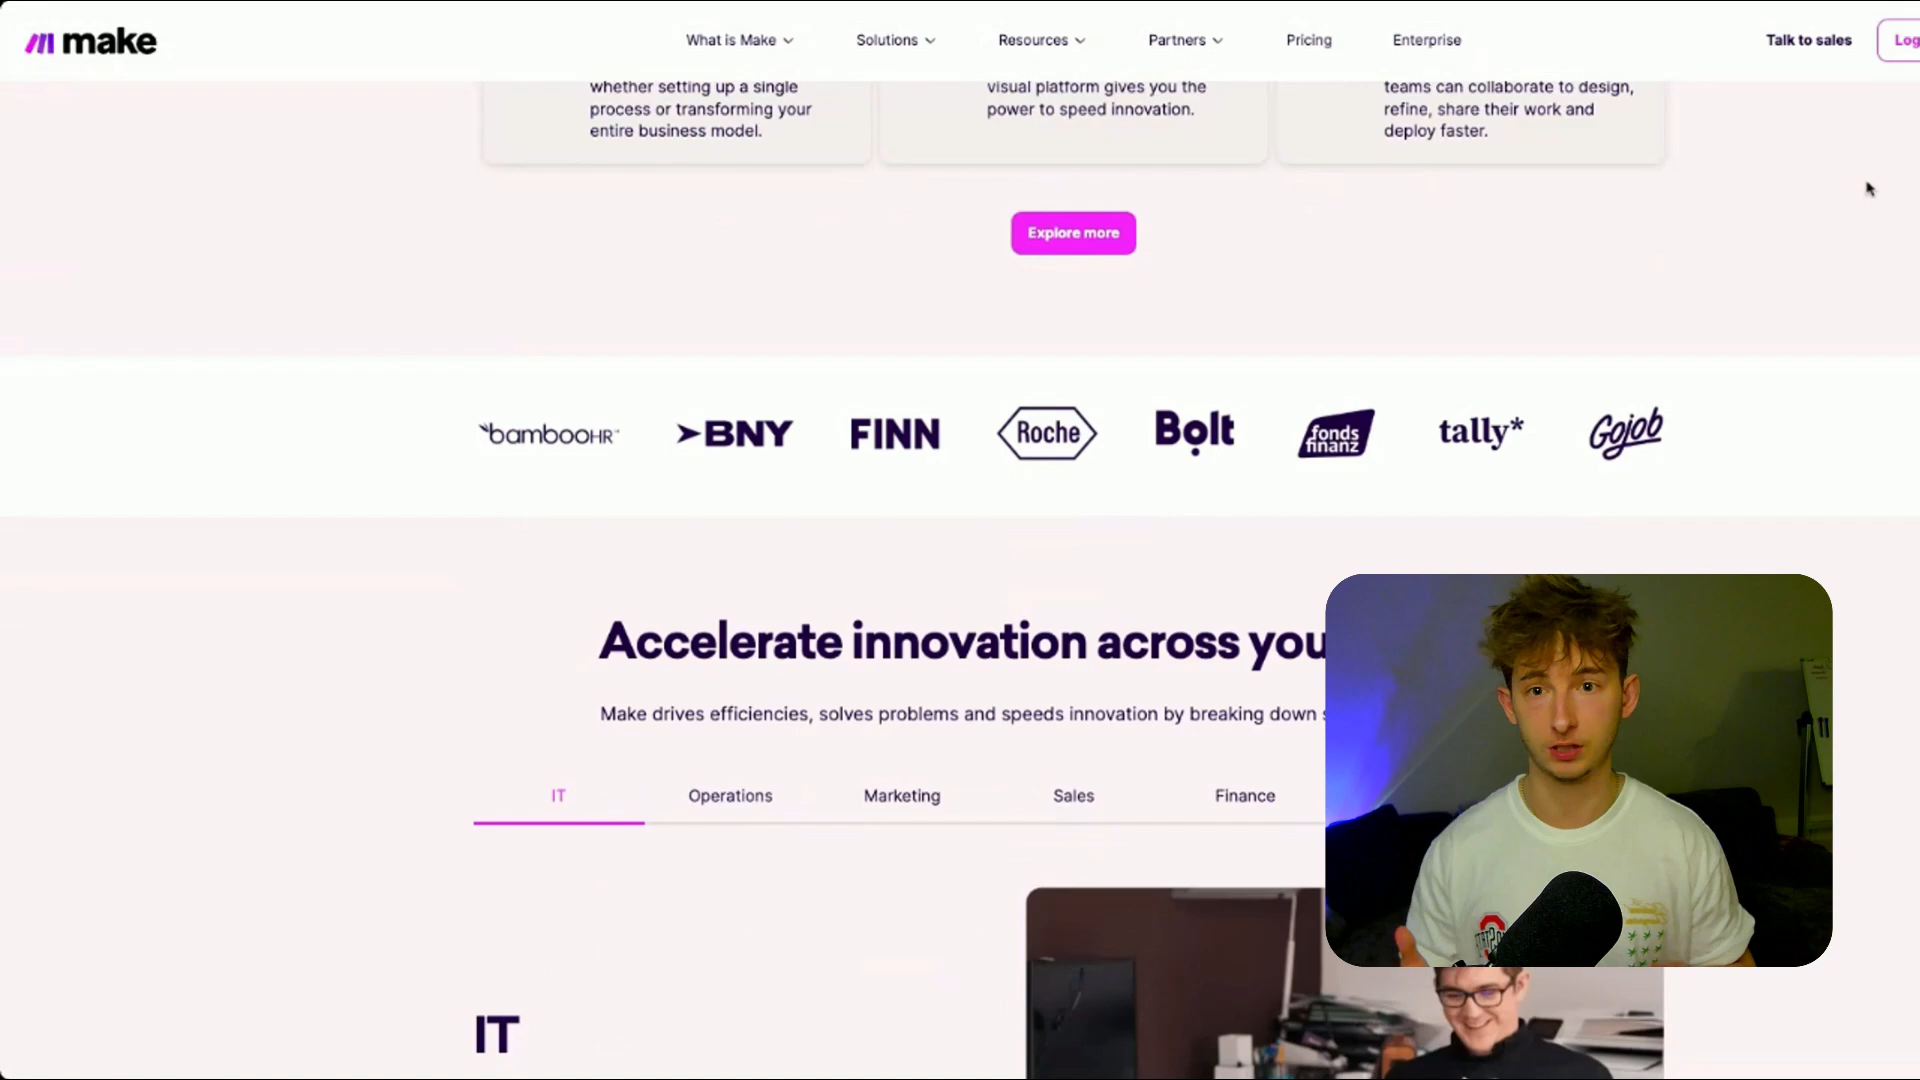 make
What is Make
Solutions
Resources
Partners
Pricing
Enterprise
Talk to sales
Log
whether setting up a single
process or transforming your
entire business model.
visual platform gives you the
power to speed innovation.
teams can collaborate to design,
refine, share their work and
deploy faster.
Explore more
bambooHR
BNY
FINN
Roche
Bolt
fonds
finanz
tally*
Gojob
Accelerate innovation across you
Make drives efficiencies, solves problems and speeds innovation by breaking down s
IT
Operations
Marketing
Sales
Finance
IT